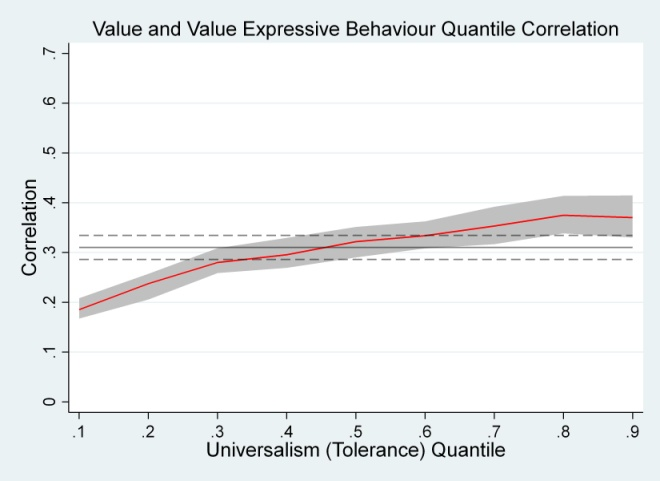 Value and Value Expressive Behaviour Quantile Correlation
Correlation
.7
.6
.5
.4
.3
.2
.1
0
.1 .2 .3 .4 .5 .6 .7 .8 .9
Universalism (Tolerance) Quantile